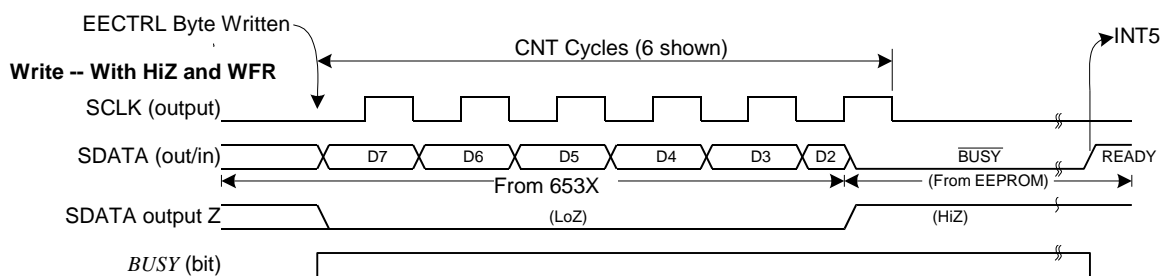 EECTRL Byte Written
INT5
CNT Cycles (6 shown)
Write -- With HiZ and WFR
SCLK (output)
SDATA (out/in) D7 D6 D5 D4 D3 D2 BUSY READY
From 653X (From EEPROM)
SDATA output Z (LoZ) (HiZ)
BUSY (bit)